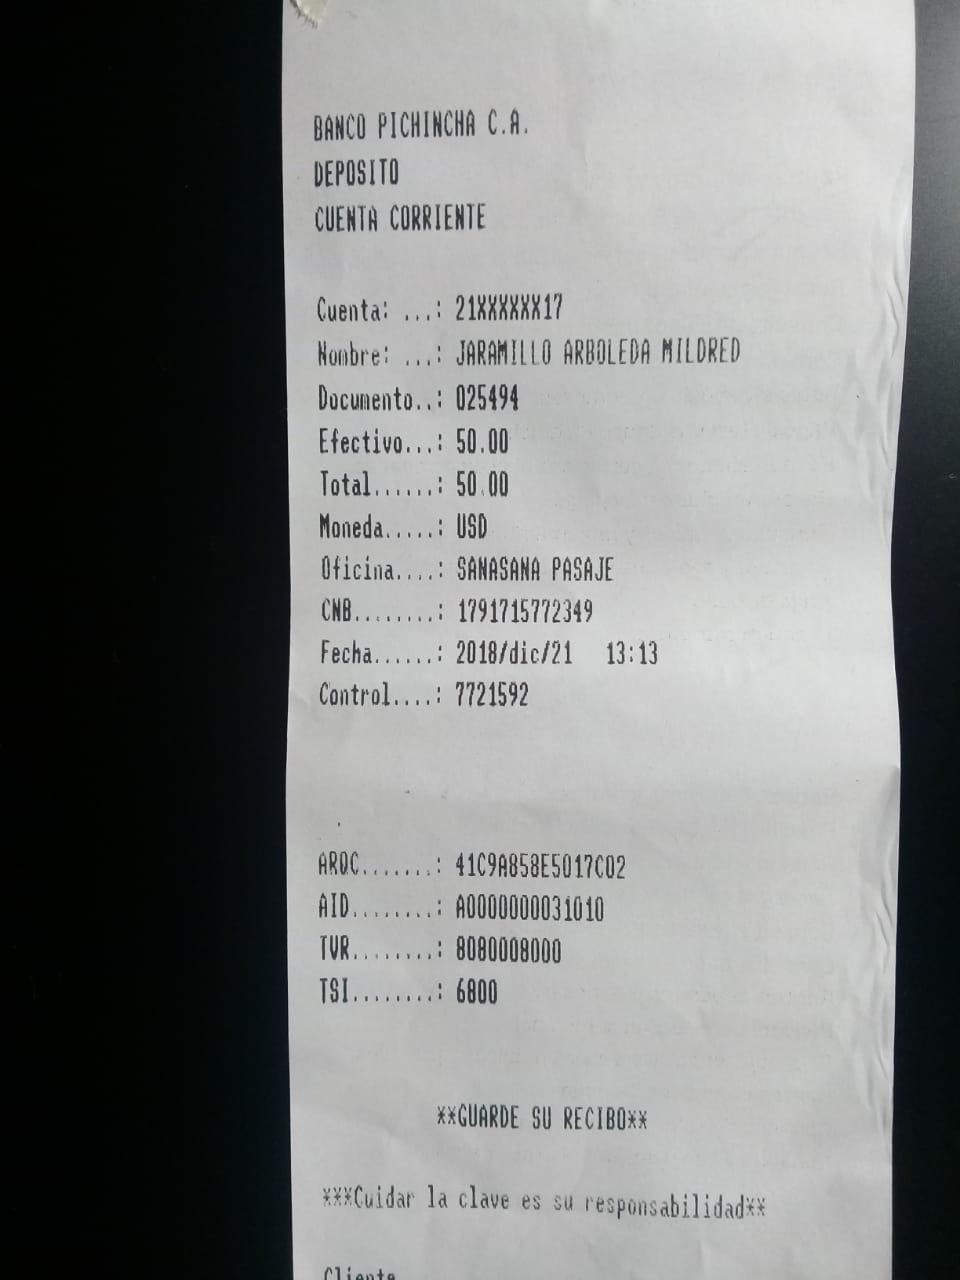 BANCO PICHINCHA C.A.
DEPOSITO
CUENTA CORRIENTE
Cuenta: ...: 21XXXXXX17
Nombre: ...: JARAMILLO ARBOLEDA MILDRED
Documento..: 025494
Efectivo...: 50.00
Total......: 50.00
Moneda.....: USD
Oficina....: SANASANA PASAJE
CNB........: 1791715772349
Fecha......: 2018/dic/21 13:13
Control....: 7721592
ARQC.......: 41C9A858E5017C02
AID........: A0000000031010
TVR........: 8080008000
TSI........: 6800
**GUARDE SU RECIBO**
***Cuidar la clave es su responsabilidad**
Cliente